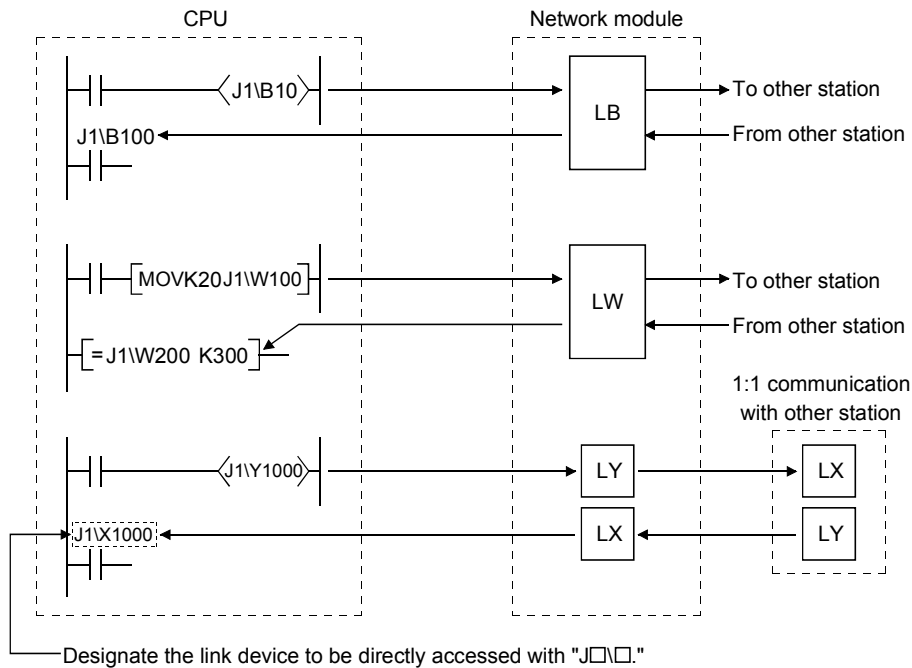 CPU
Network module
J1\B10
LB
To other station
J1\B100
From other station
MOVK20J1\W100
LW
To other station
=J1\W200 K300
From other station
1:1 communication
with other station
J1\Y1000
LY
LX
J1\X1000
LX
LY
Designate the link device to be directly accessed with "J□\□."